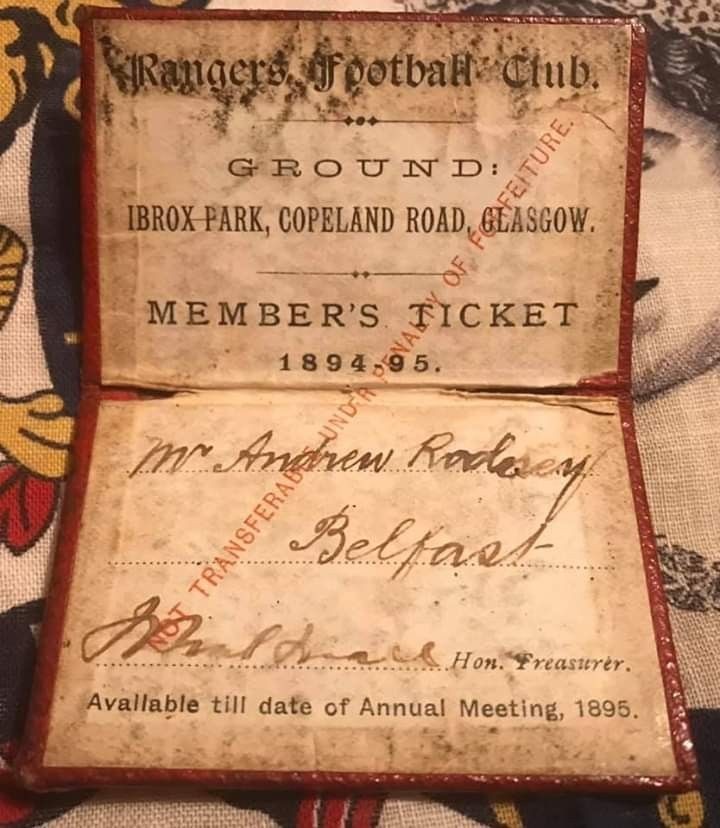 Rangers Football Club.
GROUND:
IBROX PARK, COPELAND ROAD, GLASGOW.
MEMBER'S TICKET
1894-95.
NOT TRANSFERABLE UNDER PENALTY OF FORFEITURE.
Mr Andrew
Belfast
Hon. Treasurer.
Available till date of Annual Meeting, 1895.